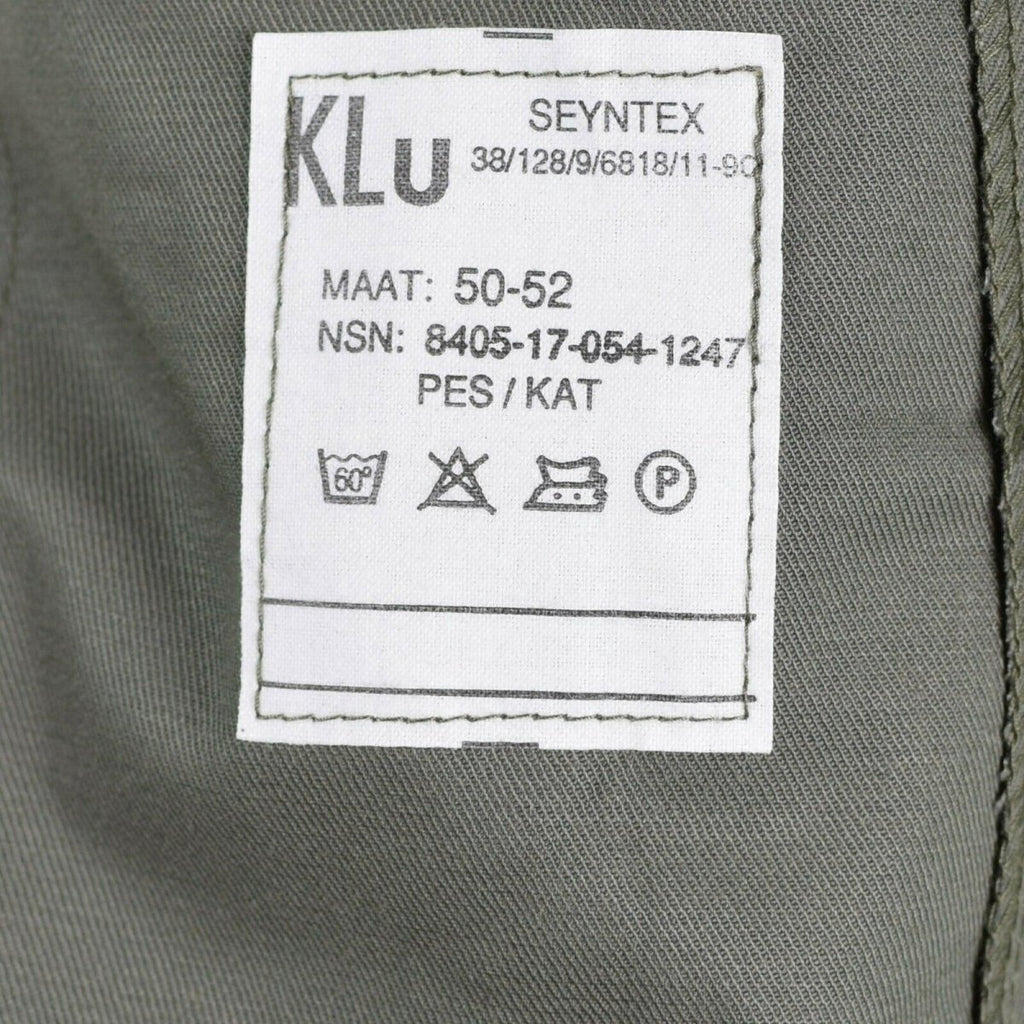 KLu
SEYNTEX
38/128/9/6818/11-90
MAAT: 50-52
NSN: 8405-17-054-1247
PES / KAT
60°
P